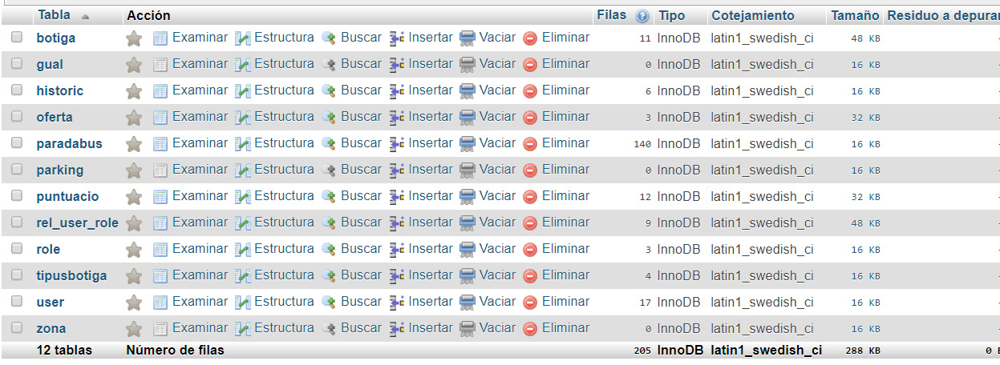 Tabla Acción Filas Tipo Cotejamiento Tamaño Residuo a depurar
botiga Examinar Estructura Buscar Insertar Vaciar Eliminar 11 InnoDB latin1_swedish_ci 48 KB -
gual Examinar Estructura Buscar Insertar Vaciar Eliminar 0 InnoDB latin1_swedish_ci 16 KB -
historic Examinar Estructura Buscar Insertar Vaciar Eliminar 6 InnoDB latin1_swedish_ci 16 KB -
oferta Examinar Estructura Buscar Insertar Vaciar Eliminar 3 InnoDB latin1_swedish_ci 32 KB -
paradabus Examinar Estructura Buscar Insertar Vaciar Eliminar 140 InnoDB latin1_swedish_ci 16 KB -
parking Examinar Estructura Buscar Insertar Vaciar Eliminar 0 InnoDB latin1_swedish_ci 16 KB -
puntuacio Examinar Estructura Buscar Insertar Vaciar Eliminar 12 InnoDB latin1_swedish_ci 32 KB -
rel_user_role Examinar Estructura Buscar Insertar Vaciar Eliminar 9 InnoDB latin1_swedish_ci 48 KB -
role Examinar Estructura Buscar Insertar Vaciar Eliminar 3 InnoDB latin1_swedish_ci 16 KB -
tipusbotiga Examinar Estructura Buscar Insertar Vaciar Eliminar 4 InnoDB latin1_swedish_ci 16 KB -
user Examinar Estructura Buscar Insertar Vaciar Eliminar 17 InnoDB latin1_swedish_ci 16 KB -
zona Examinar Estructura Buscar Insertar Vaciar Eliminar 0 InnoDB latin1_swedish_ci 16 KB -
12 tablas Número de filas 205 InnoDB latin1_swedish_ci 288 KB 0 B